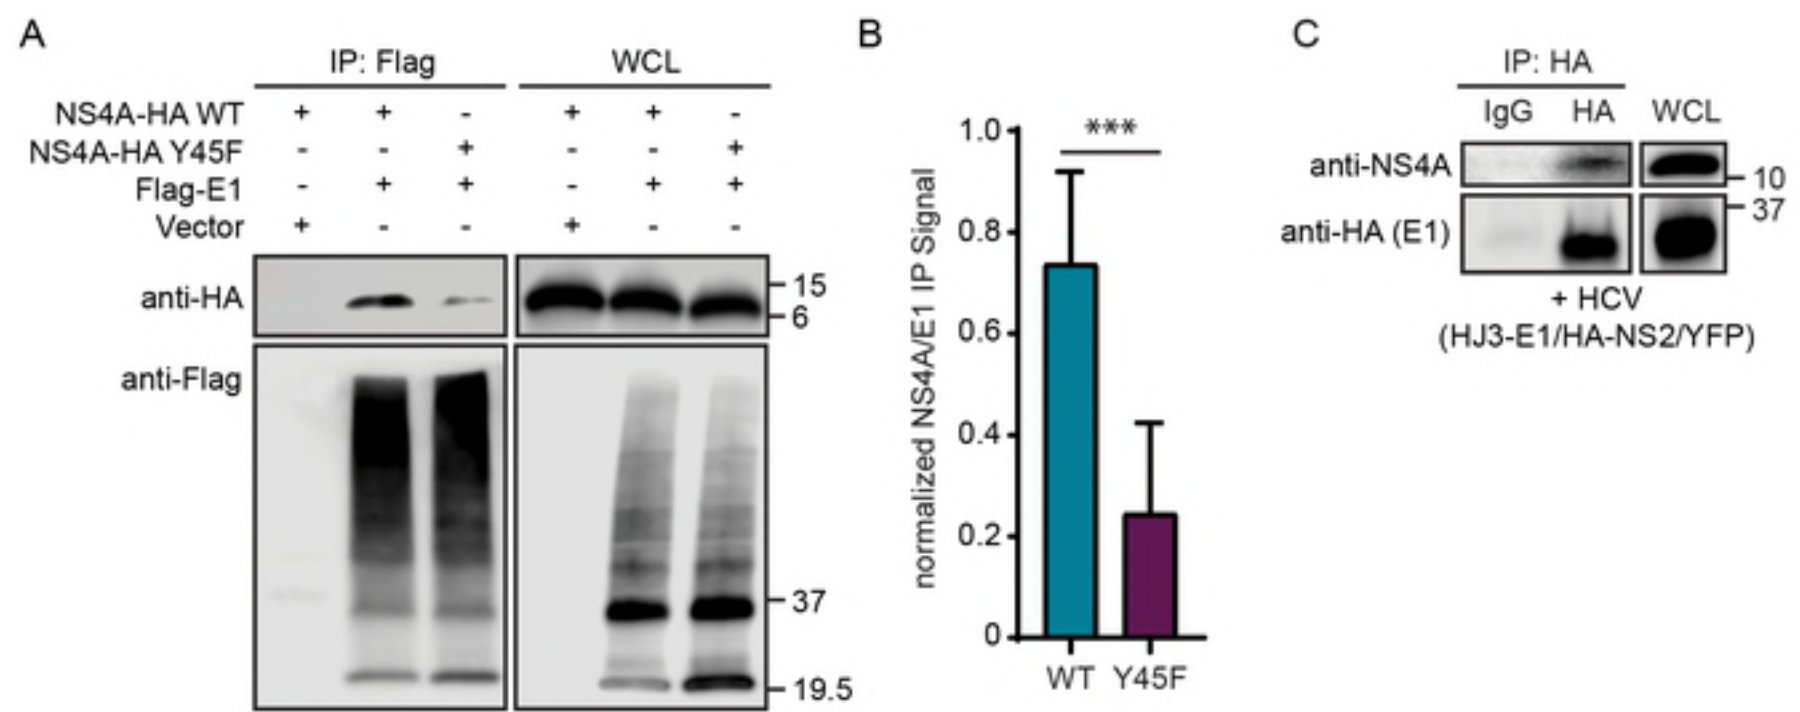 A
IP: Flag WCL
NS4A-HA WT + + - + + -
NS4A-HA Y45F - - + - - +
Flag-E1 - + + - + +
Vector + - - + - -
anti-HA
15
6
anti-Flag
37
19.5
B
normalized NS4A/E1 IP Signal
1.0
0.8
0.6
0.4
0.2
0
***
WT Y45F
C
IP: HA
IgG HA WCL
anti-NS4A
10
37
anti-HA (E1)
+ HCV
(HJ3-E1/HA-NS2/YFP)